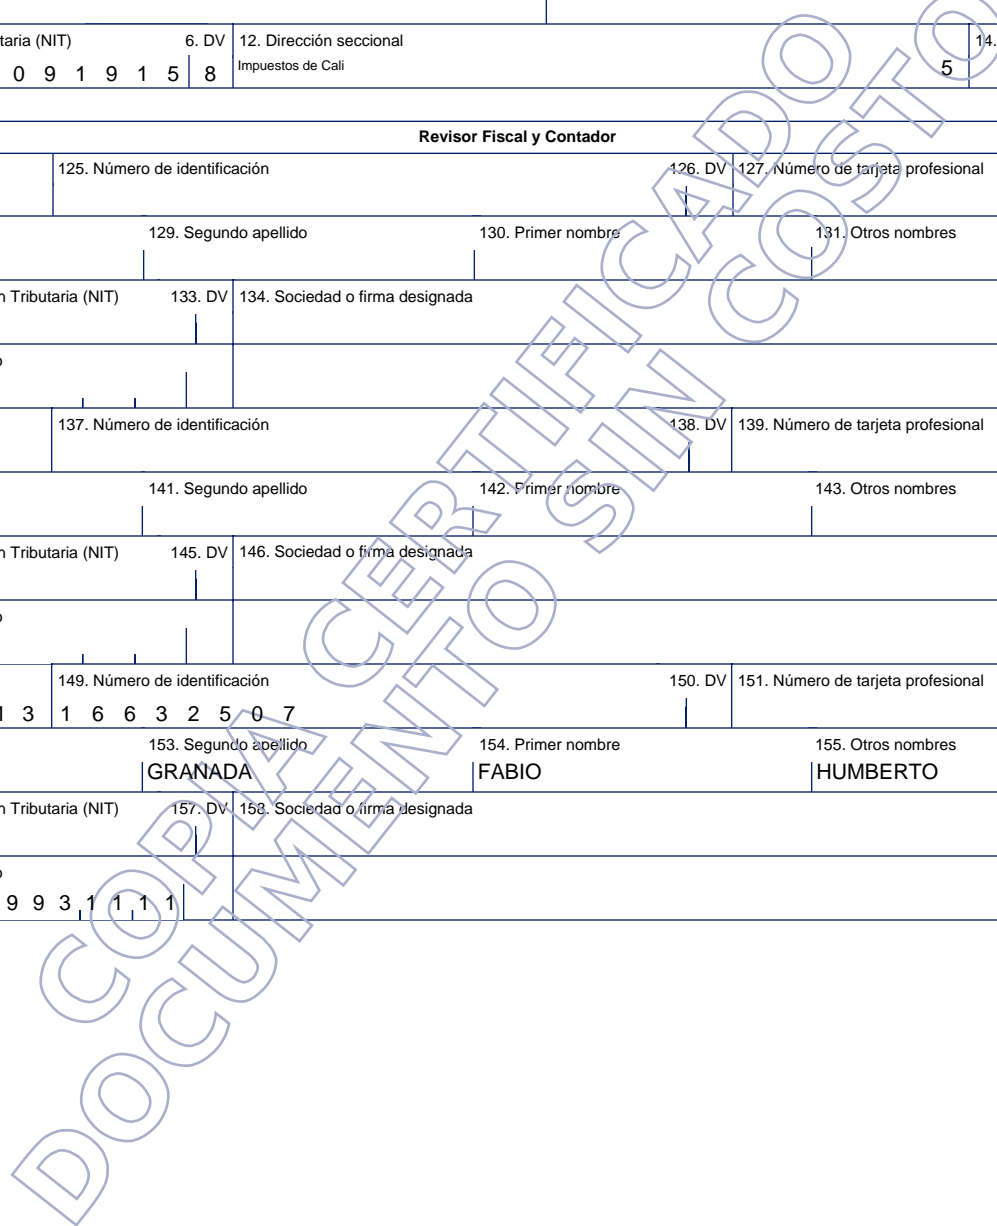 taria (NIT) 6. DV 12. Dirección seccional 14.
0 9 1 9 1 5 8 Impuestos de Cali 5
Revisor Fiscal y Contador
125. Número de identificación 126. DV 127. Número de tarjeta profesional
129. Segundo apellido 130. Primer nombre 131. Otros nombres
n Tributaria (NIT) 133. DV 134. Sociedad o firma designada
o
137. Número de identificación 138. DV 139. Número de tarjeta profesional
141. Segundo apellido 142. Primer nombre 143. Otros nombres
n Tributaria (NIT) 145. DV 146. Sociedad o firma designada
o
149. Número de identificación 150. DV 151. Número de tarjeta profesional
1 3 1 6 6 3 2 5 0 7
153. Segundo apellido 154. Primer nombre 155. Otros nombres
GRANADA FABIO HUMBERTO
n Tributaria (NIT) 157. DV 158. Sociedad o firma designada
o
9 9 3 1 1 1 1
COPIA CERTIFICADO
DOCUMENTO SIN COSTO